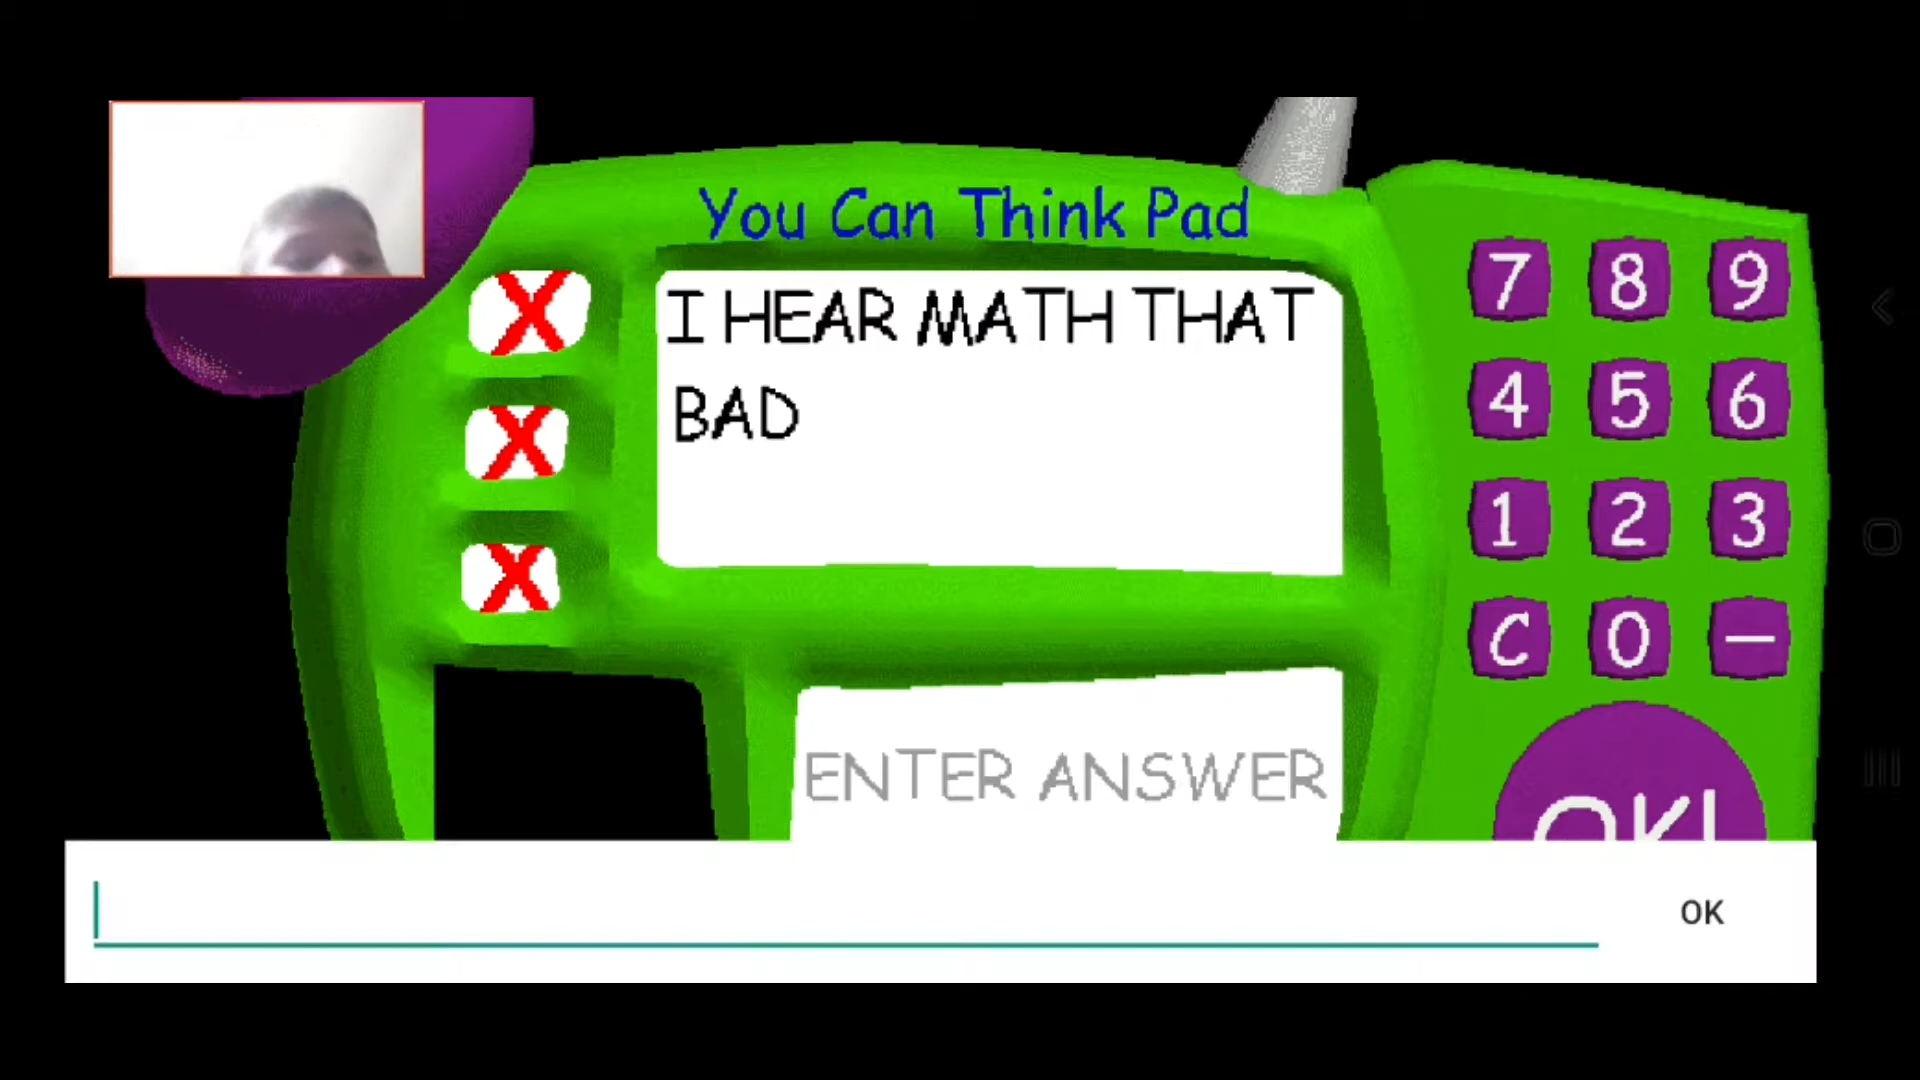 You Can Think Pad
I HEAR MATH THAT
BAD
7 8 9
4 5 6
1 2 3
C 0 —
ENTER ANSWER
OK!
OK